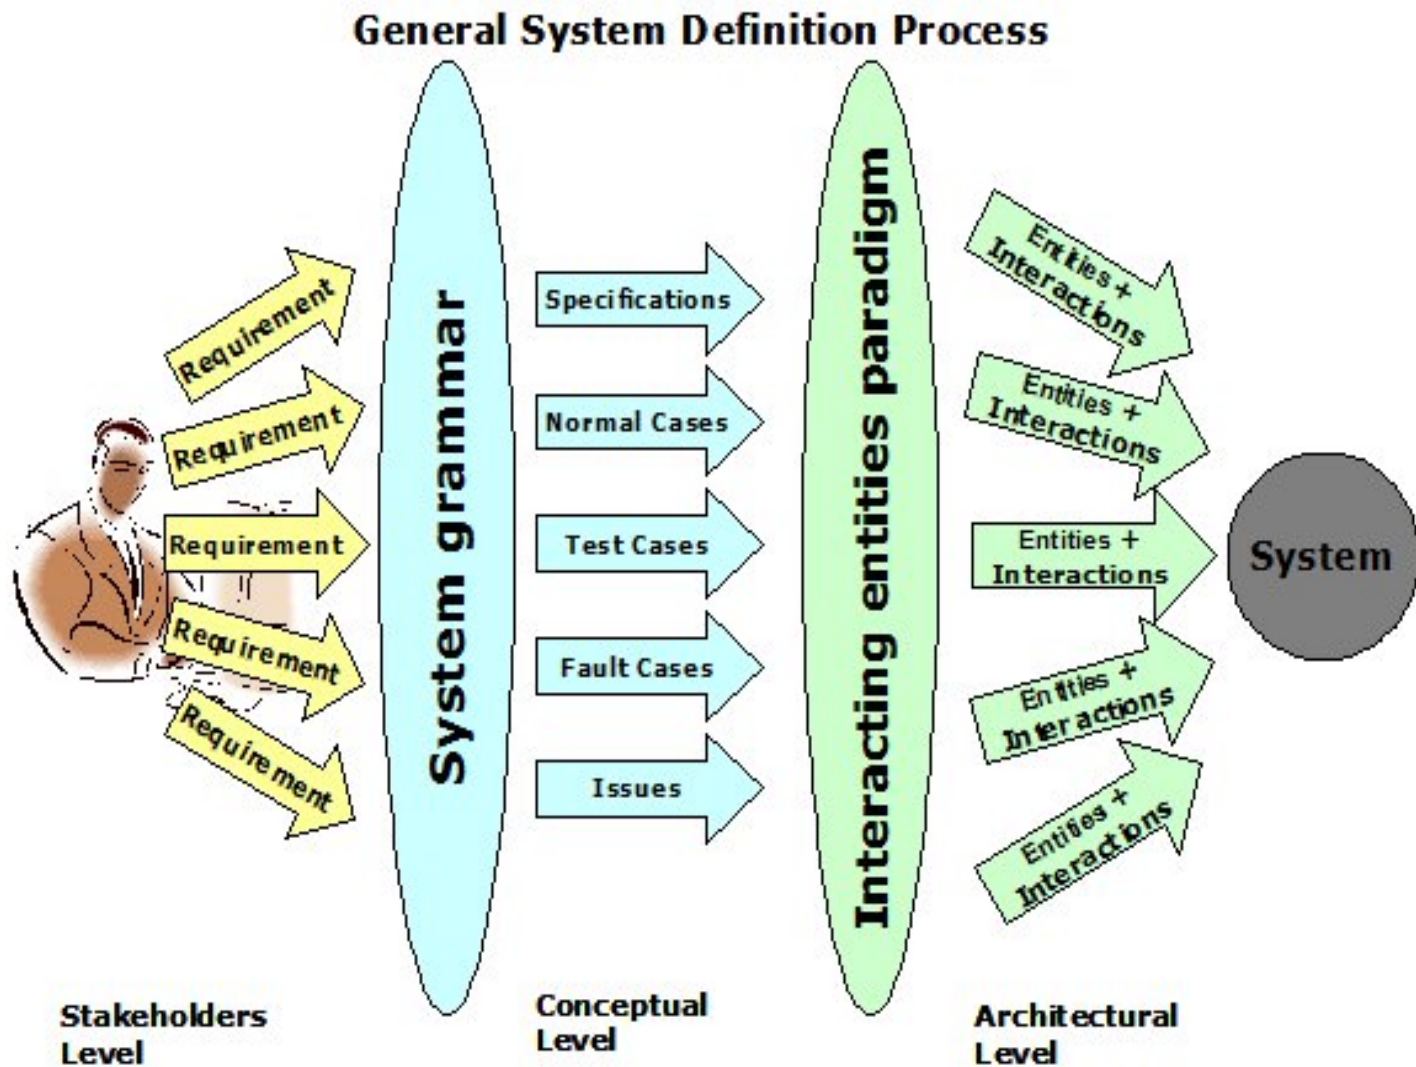 General System Definition Process
Requirement
Requirement
Requirement
Requirement
Requirement
System grammar
Specifications
Normal Cases
Test Cases
Fault Cases
Issues
Interacting entities paradigm
Entities +
Interactions
Entities +
Interactions
Entities +
Interactions
Entities +
Interactions
Entities +
Interactions
System
Stakeholders
Level
Conceptual
Level
Architectural
Level